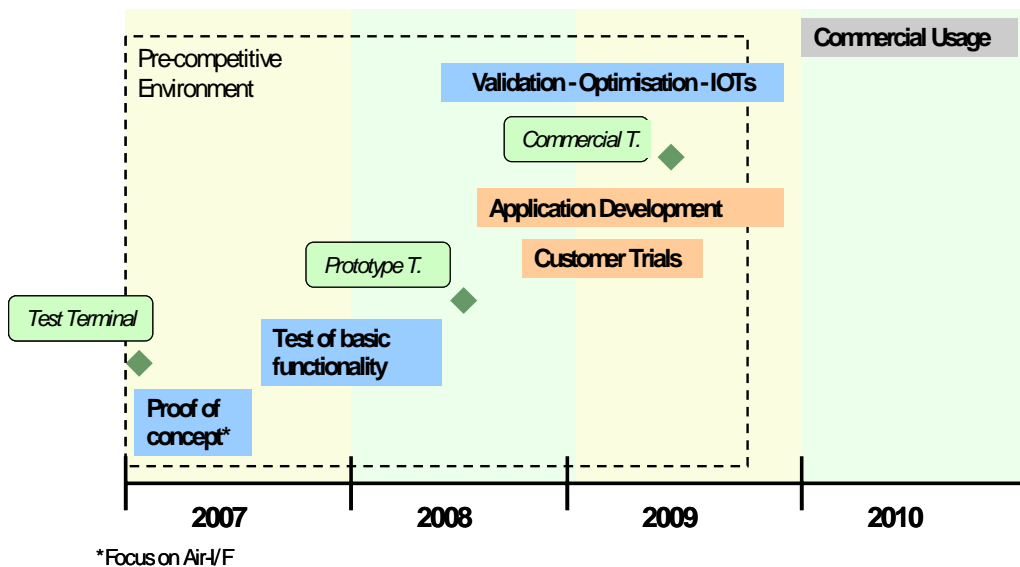 Commercial Usage
Pre-competitive
Environment
Validation - Optimisation - IOTs
Commercial T.
Application Development
Customer Trials
Prototype T.
Test Terminal
Test of basic
functionality
Proof of
concept*
2007
2008
2009
2010
*Focus on Air-I/F